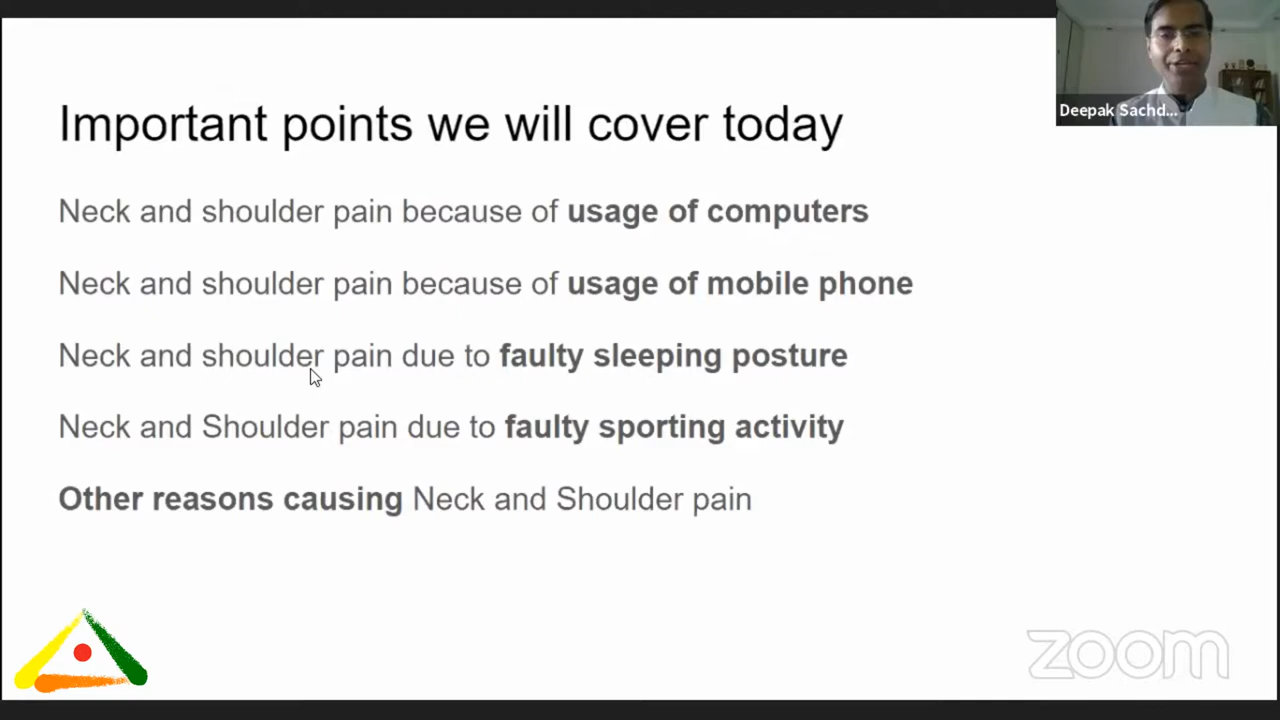 Important points we will cover today
Deepak Sachd...
Neck and shoulder pain because of usage of computers
Neck and shoulder pain because of usage of mobile phone
Neck and shoulder pain due to faulty sleeping posture
Neck and Shoulder pain due to faulty sporting activity
Other reasons causing Neck and Shoulder pain
zoom